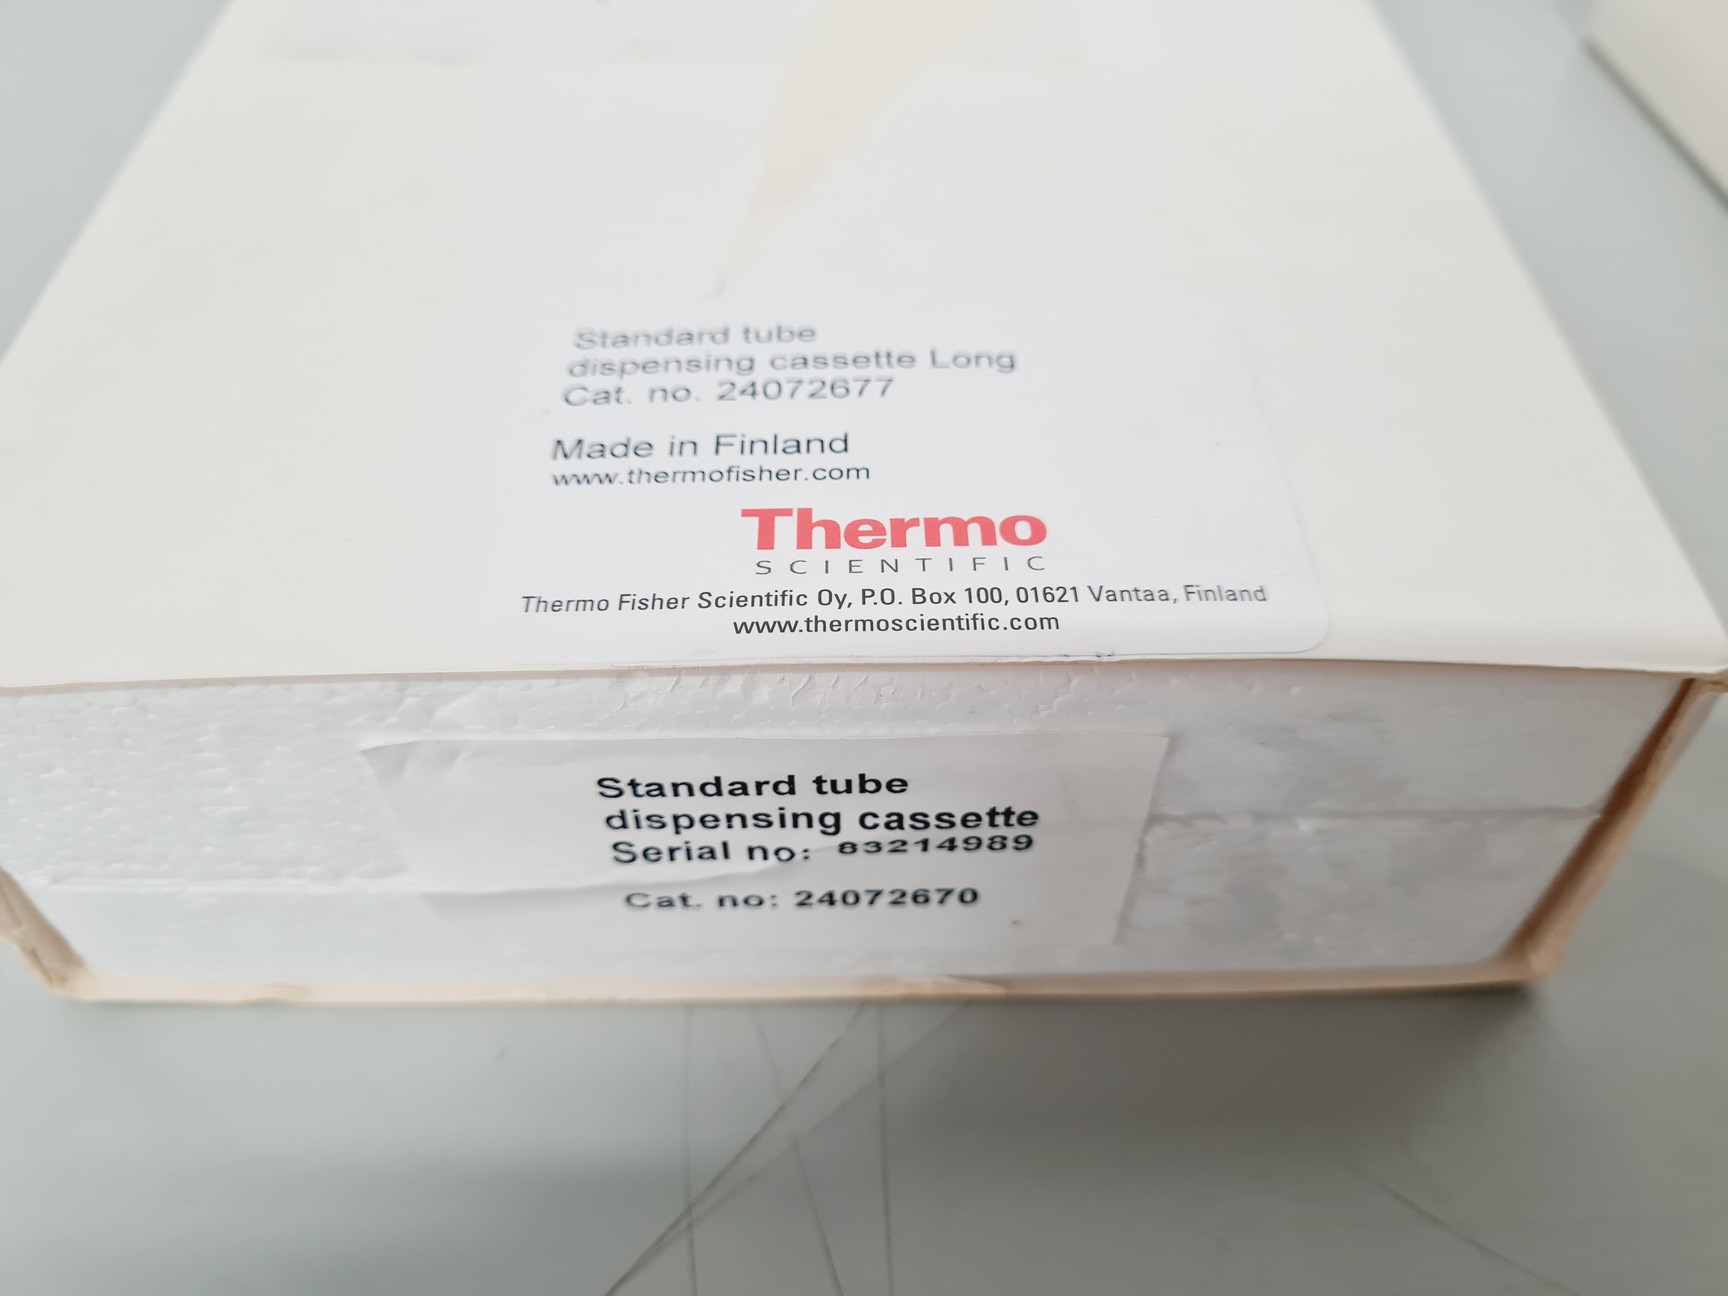 Standard tube
dispensing cassette Long
Cat. no. 24072677
Made in Finland
www.thermofisher.com
Thermo
SCIENTIFIC
Thermo Fisher Scientific Oy, P.O. Box 100, 01621 Vantaa, Finland
www.thermoscientific.com
Standard tube
dispensing cassette
Serial no: 83214989
Cat. no: 24072670